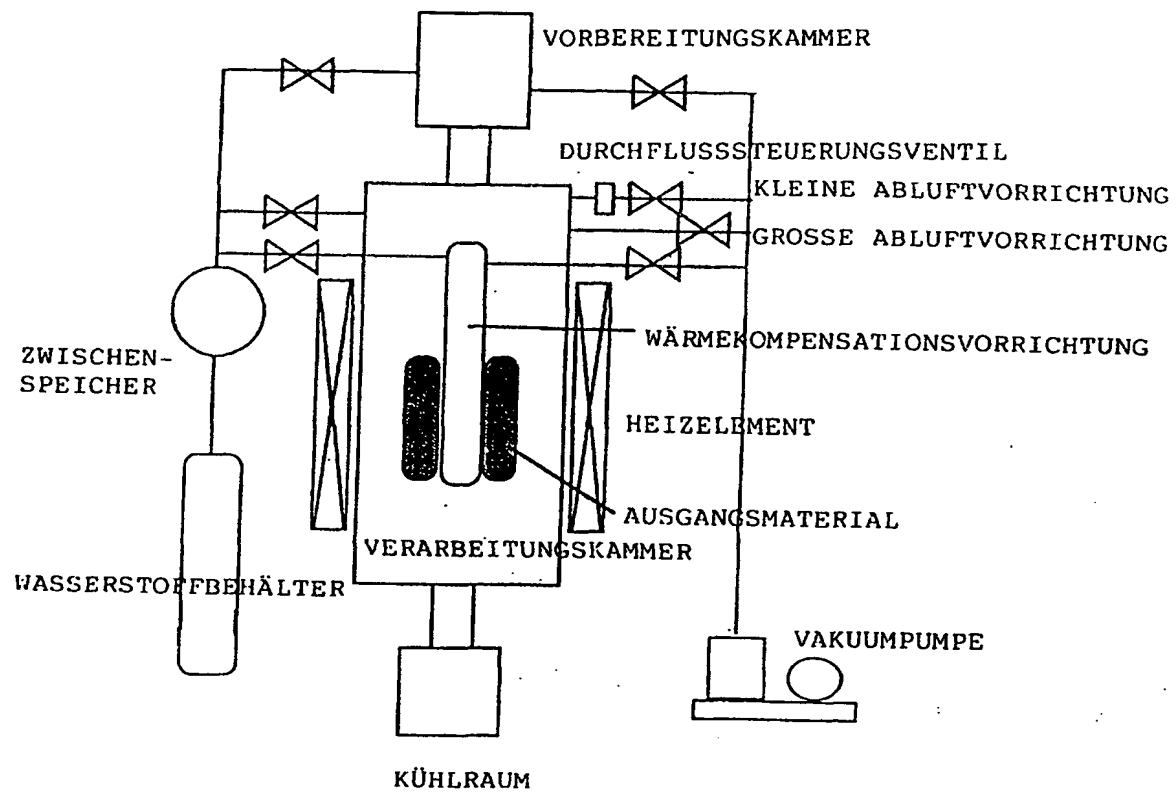 VORBEREITUNGSKAMMER
DURCHFLUSSSTEUERUNGSVENTIL
KLEINE ABLUFTVORRICHTUNG
GROSSE ABLUFTVORRICHTUNG
WÄRMEKOMPENSATIONSVORRICHTUNG
ZWISCHEN-
SPEICHER
HEIZELEMENT
AUSGANGSMATERIAL
VERARBEITUNGSKAMMER
WASSERSTOFFBEHÄLTER
VAKUUMPUMPE
KÜHLRAUM